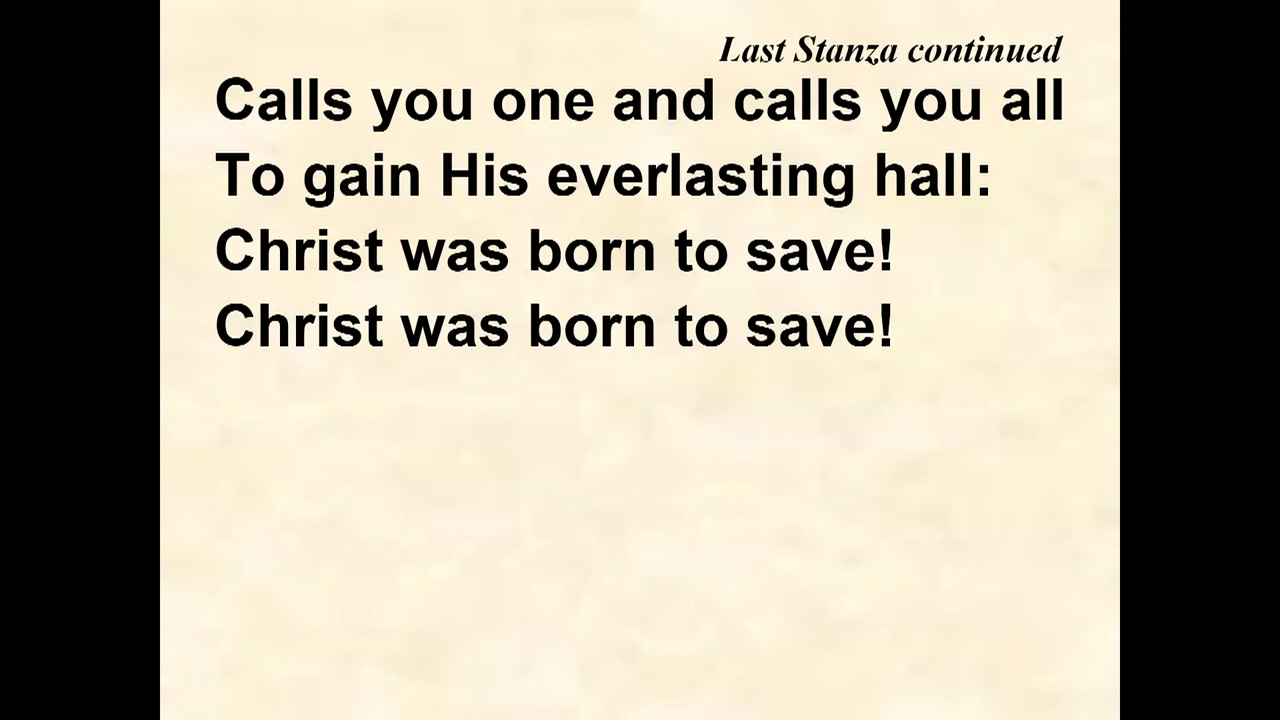 Last Stanza continued
Calls you one and calls you all
To gain His everlasting hall:
Christ was born to save!
Christ was born to save!